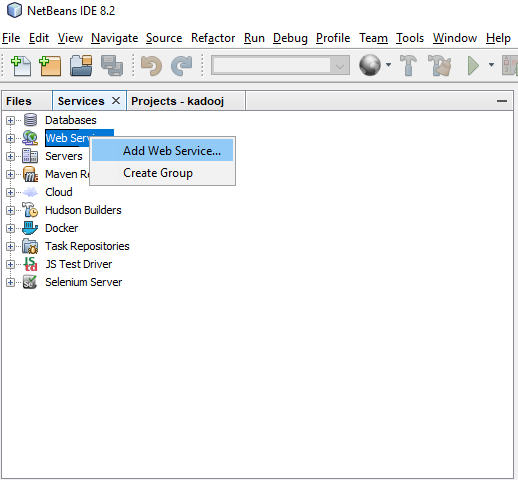 NetBeans IDE 8.2
File Edit View Navigate Source Refactor Run Debug Profile Team Tools Window Help
Files Services Projects - kadooj
Databases
Web Servi
Add Web Service...
Servers
Create Group
Maven Re
Cloud
Hudson Builders
Docker
Task Repositories
JS Test Driver
Selenium Server